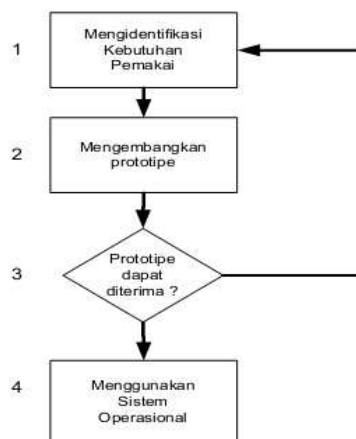 1
Mengidentifikasi
Kebutuhan
Pemakai
2
Mengembangkan
prototipe
3
Prototipe
dapat
diterima ?
4
Menggunakan
Sistem
Operasional